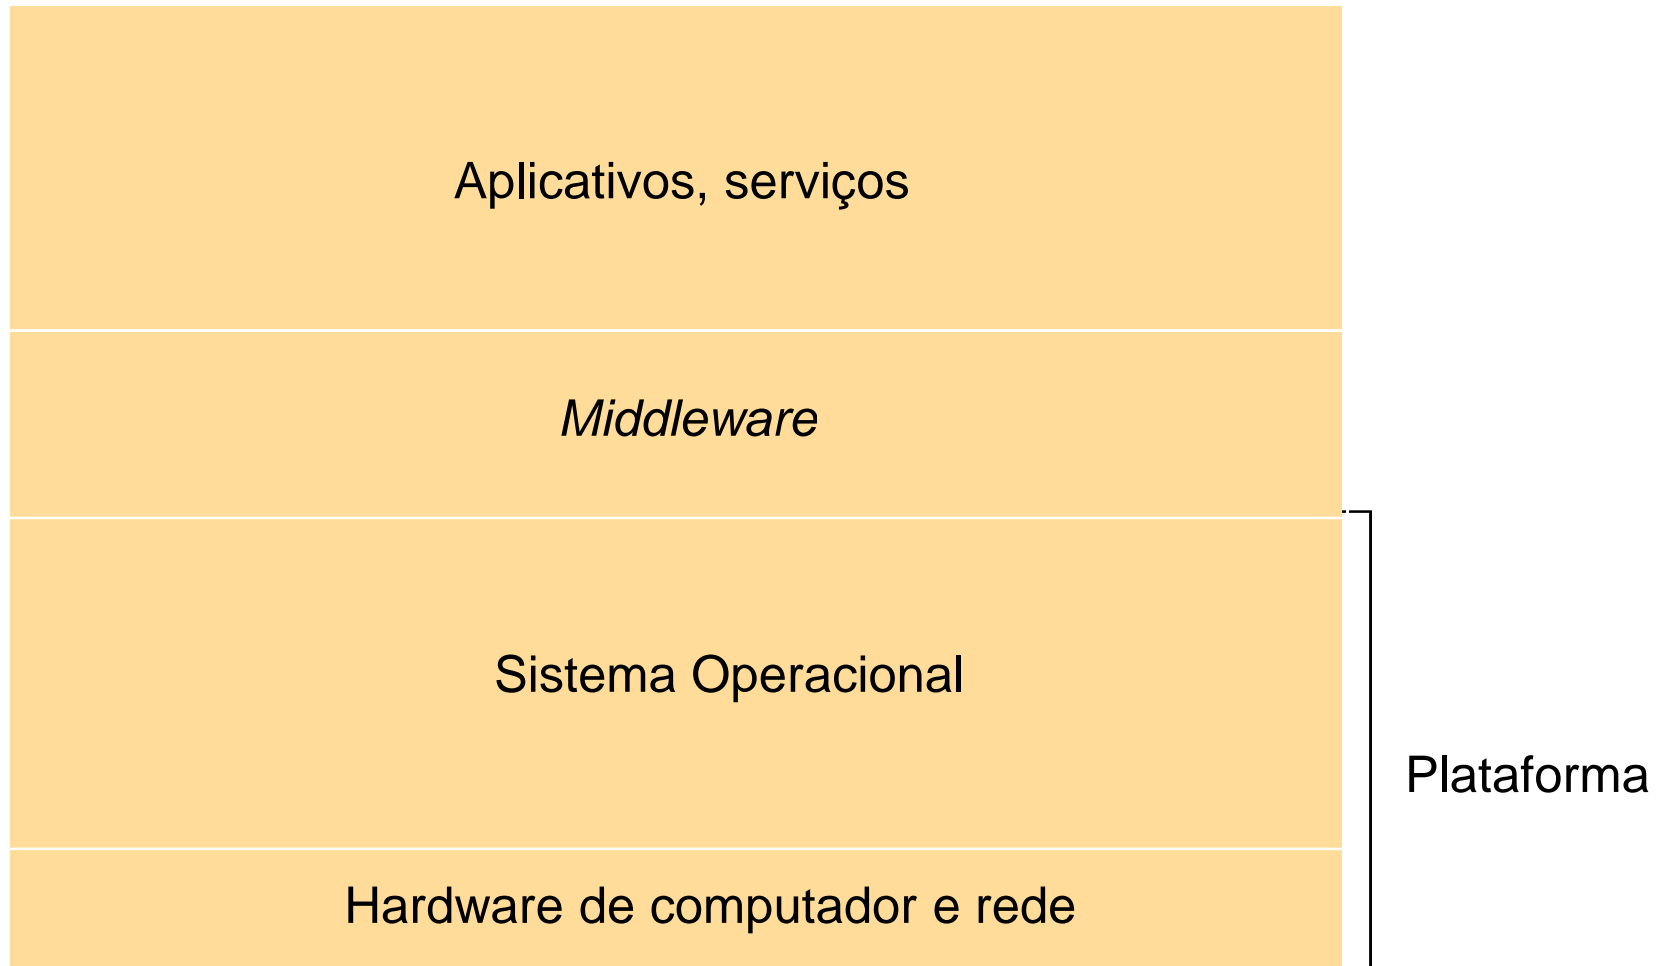 Aplicativos, serviços
Middleware
Sistema Operacional
Plataforma
Hardware de computador e rede